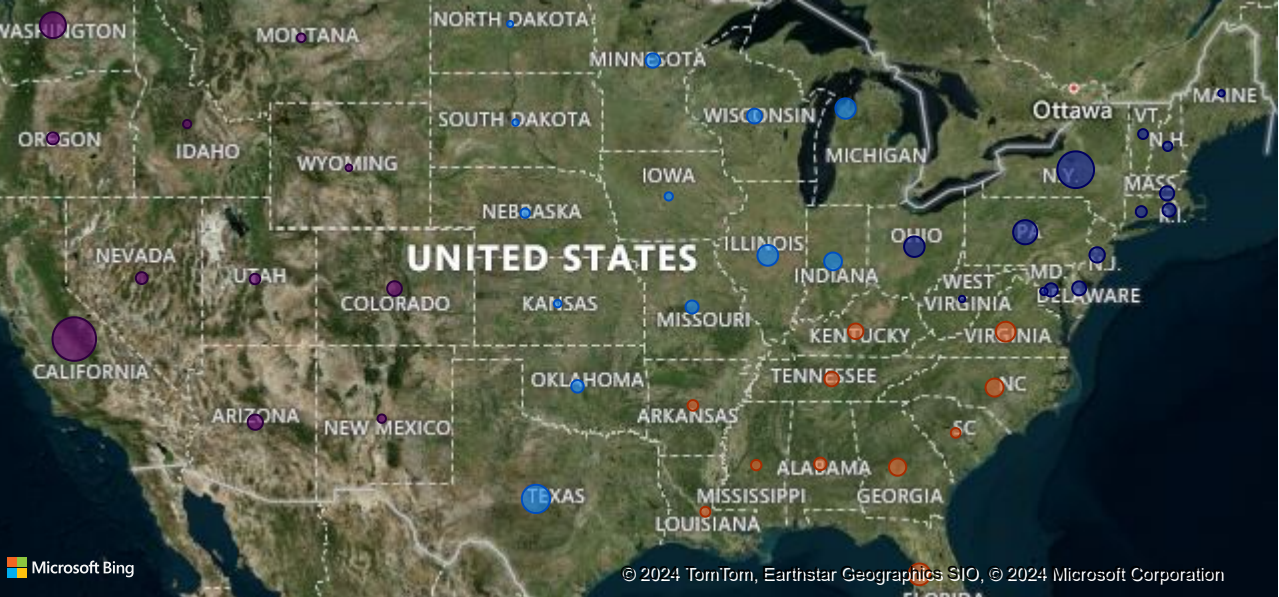 NORTH DAKOTA
WASHINGTON
MONTANA
MINNESOTA
MAINE
Ottawa
VT.
WISCONSIN
SOUTH DAKOTA
OREGON
N.H.
IDAHO
MICHIGAN
WYOMING
IOWA
N.Y.
MASS.
NEBRASKA
R.I.
PA
OHIO
ILLINOIS
NEVADA
UNITED STATES
N.J.
MD.
UTAH
INDIANA
WEST
VIRGINIA
DELAWARE
COLORADO
KANSAS
MISSOURI
KENTUCKY
VIRGINIA
CALIFORNIA
TENNESSEE
OKLAHOMA
NC
ARIZONA
ARKANSAS
NEW MEXICO
SC
ALABAMA
TEXAS
MISSISSIPPI
GEORGIA
LOUISIANA
Microsoft Bing
© 2024 TomTom, Earthstar Geographics SIO, © 2024 Microsoft Corporation
FLORIDA